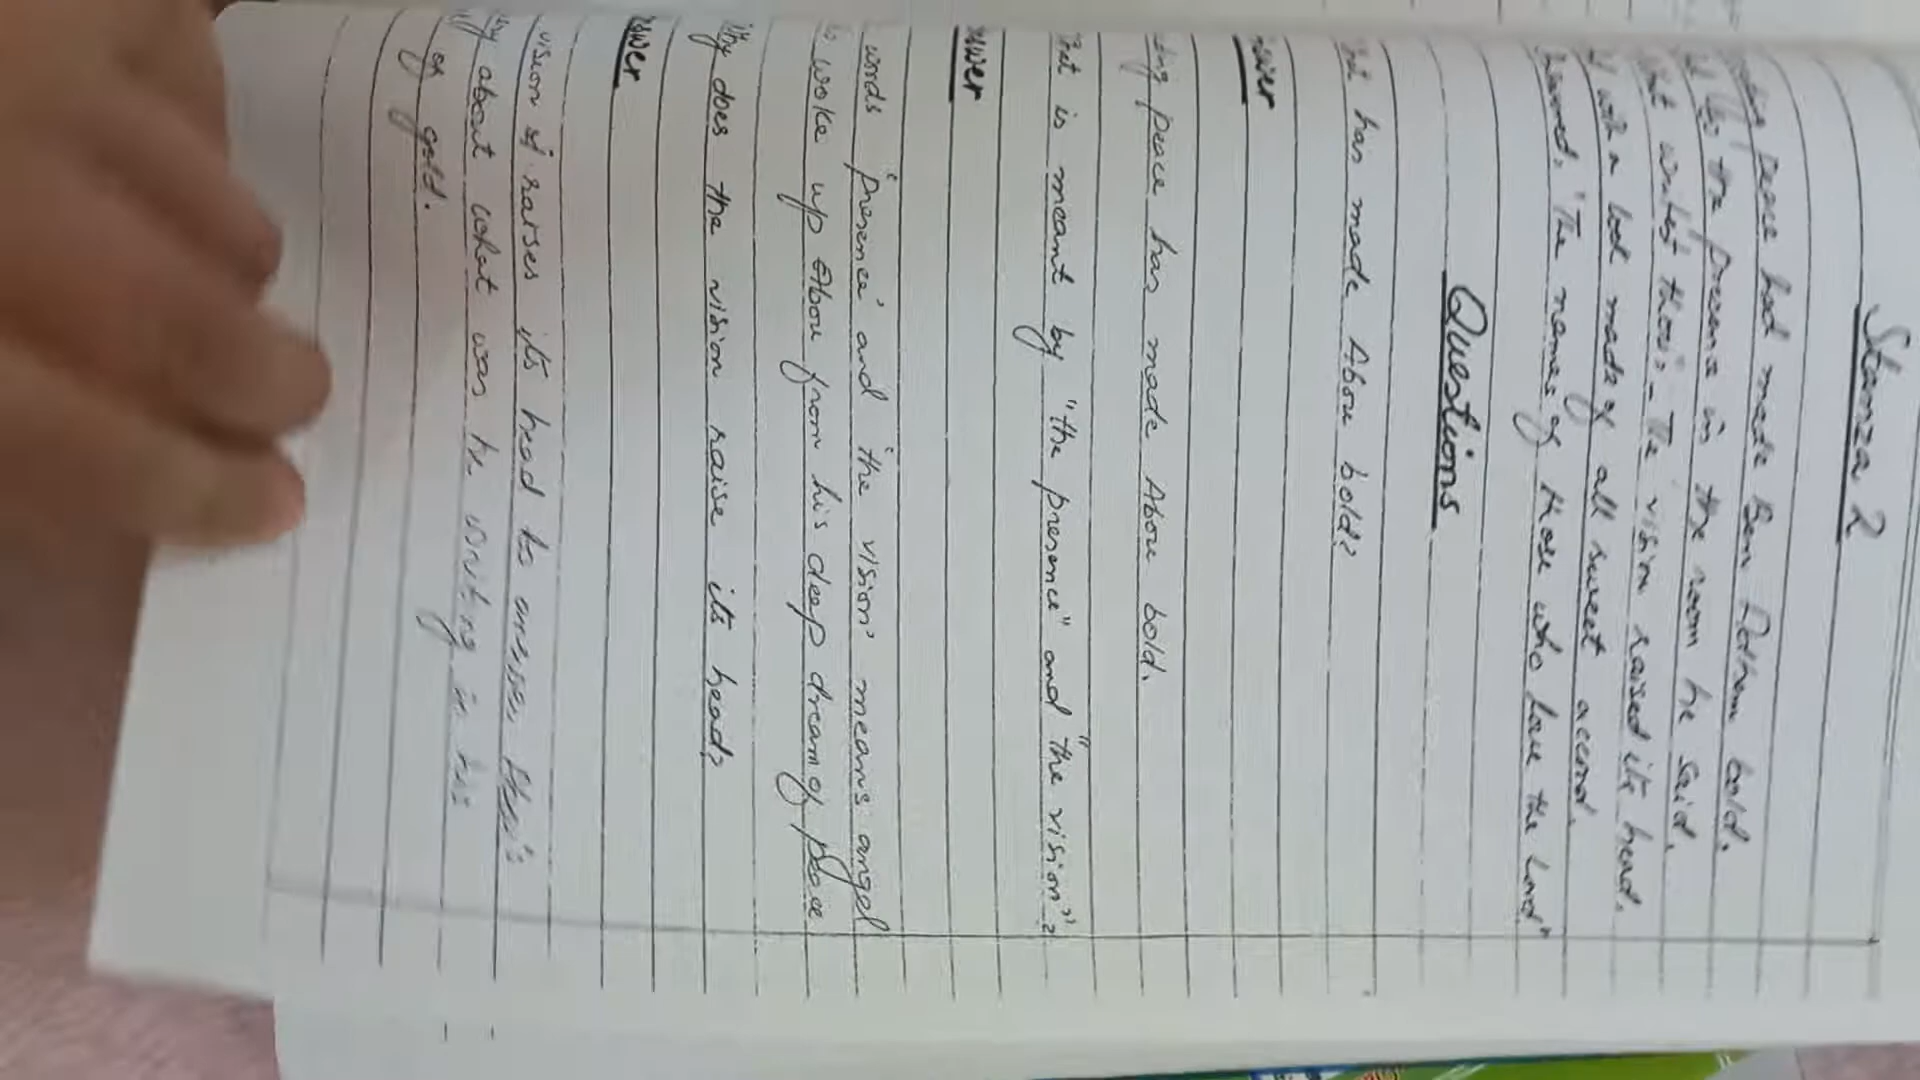 Stanza 2
peace had made Ben Adhem bold.
to the presence in the room he said.
writest thou?- The vision raised its head.
with a look made of all sweet accord.
"The names of those who love the Lord"
Questions
has made Abou bold?
peace has made Abou bold.
is meant by "the presence" and "the vision"?
words 'presence' and 'the vision' means angel
woke up Abou from his deep dream of peace
does the vision raise its head?
vision raises its head to
about what was he writing in his
of gold.